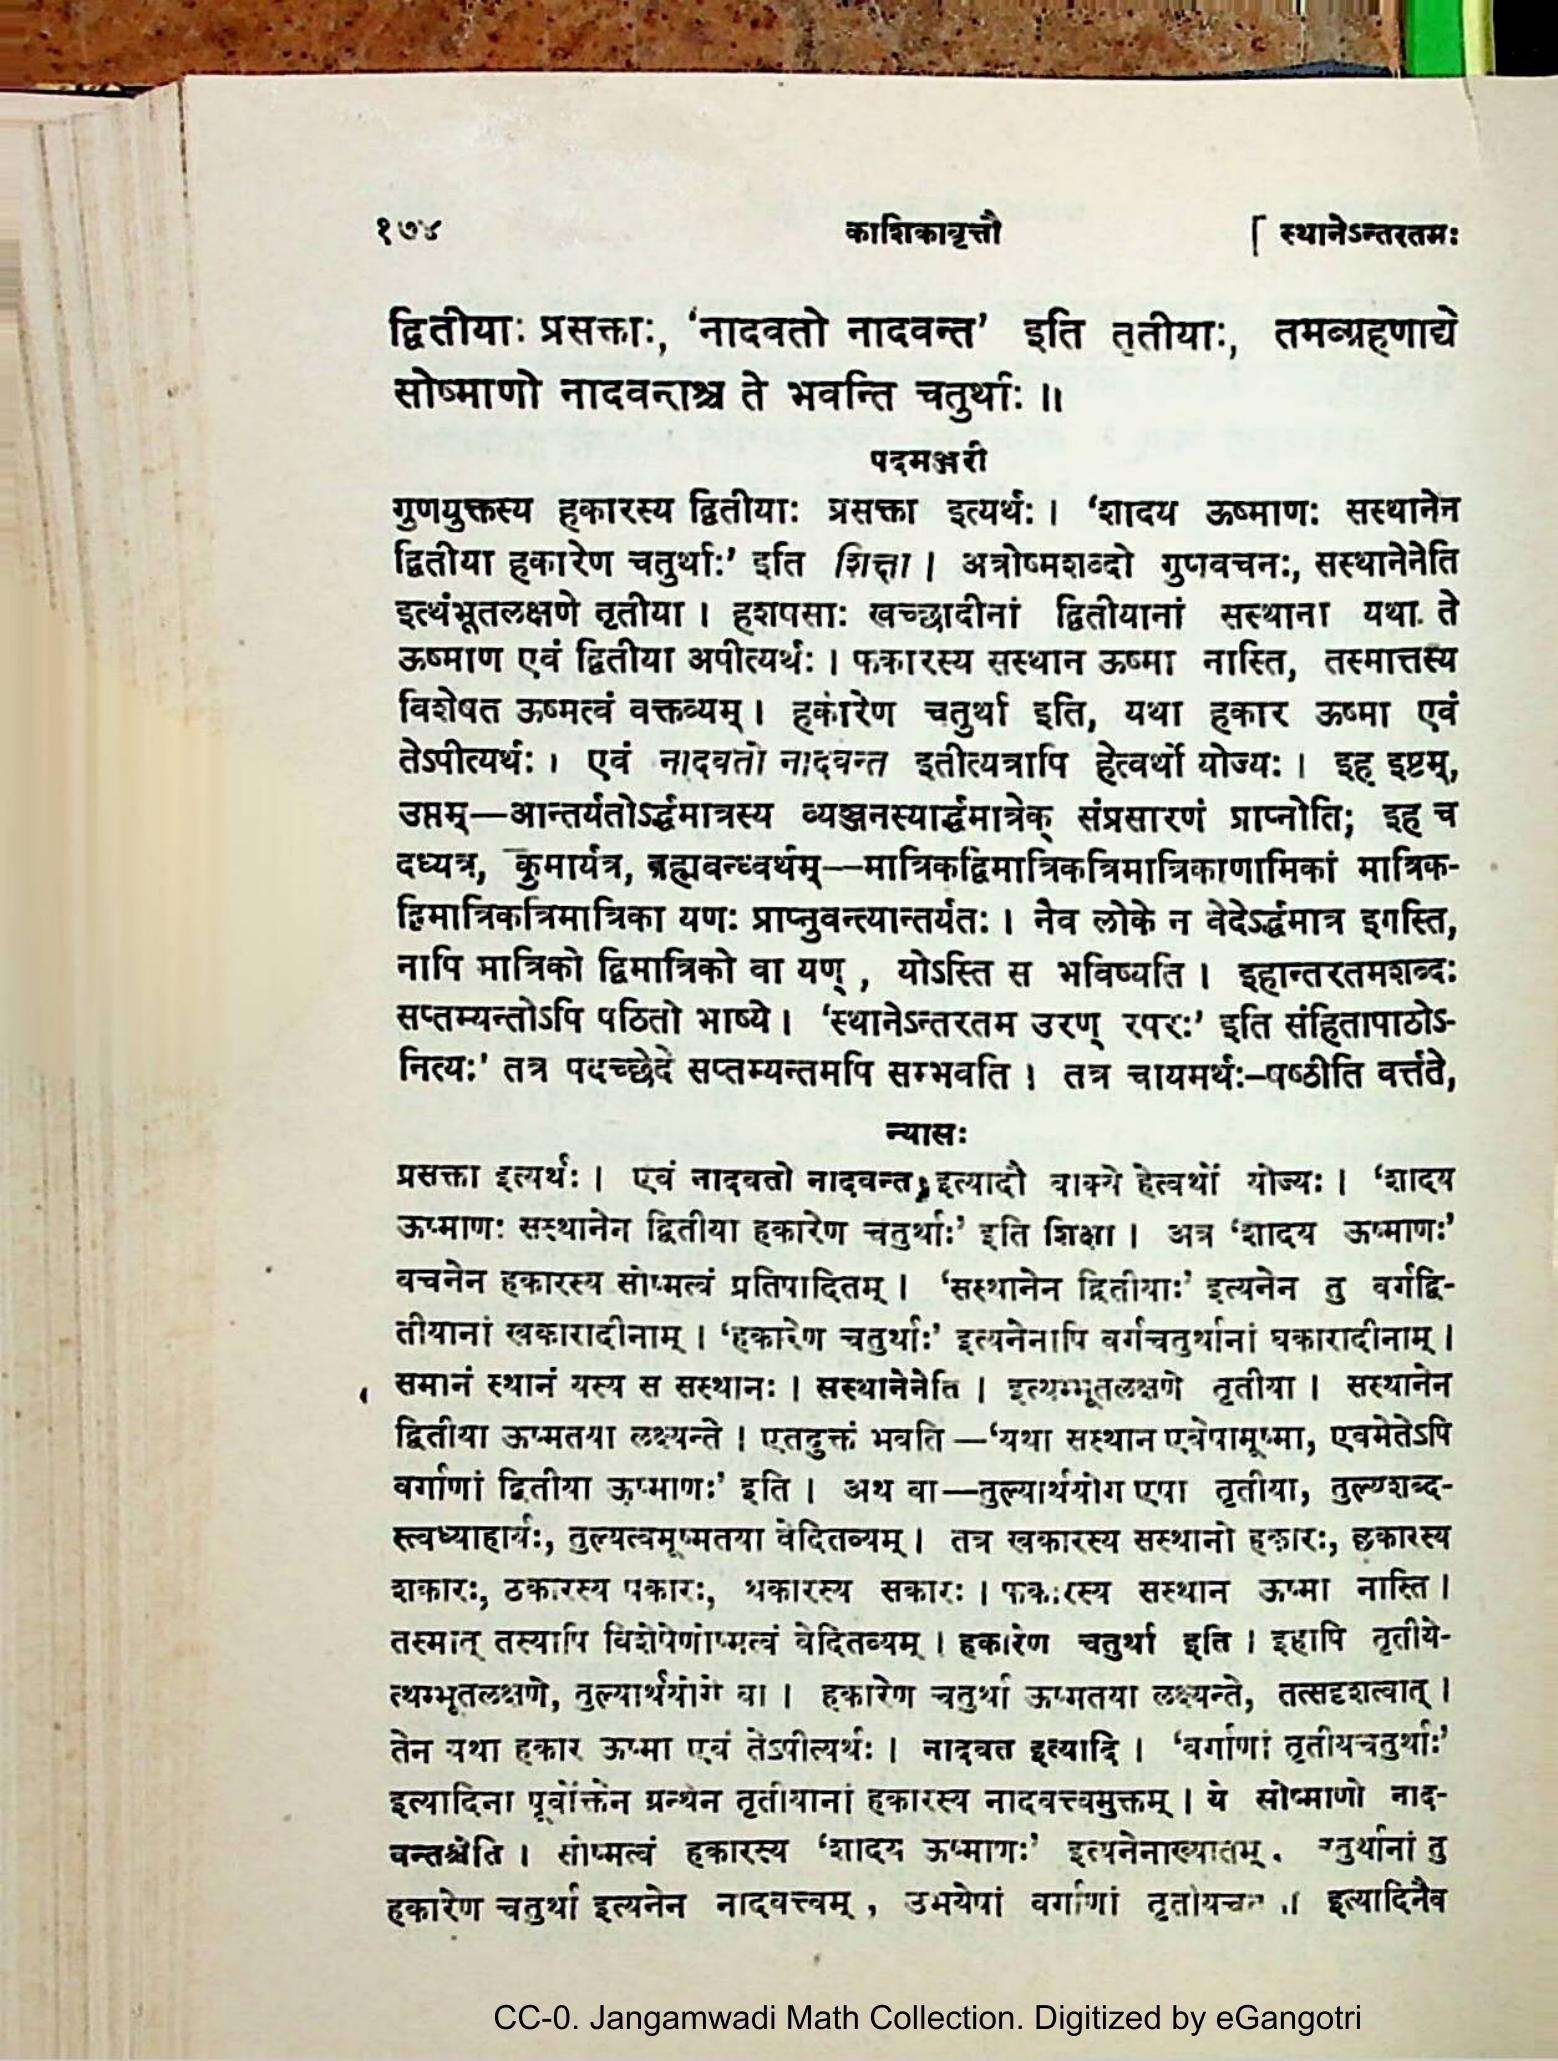 १७४ काशिकावृत्तौ [ स्थानेऽन्तरतमः
द्वितीयाः प्रसक्ताः, ‘नादवतो नादवन्त’ इति तृतीयाः, तमब्ग्रहणाद्ये
सोष्माणो नादवन्तश्च ते भवन्ति चतुर्थाः ॥
पदमञ्जरी
गुणयुक्तस्य हकारस्य द्वितीयाः प्रसक्ता इत्यर्थः । ‘शादय ऊष्माणः सस्थानेन
द्वितीया हकारेण चतुर्थाः’ इति शिक्षा । अत्रोष्मशब्दो गुणवचनः, सस्थानेनेति
इत्थंभूतलक्षणे तृतीया । हशषसाः खच्छादीनां द्वितीयानां सस्थाना यथा ते
ऊष्माण एवं द्वितीया अपीत्यर्थः । फकारस्य सस्थान ऊष्मा नास्ति, तस्मात्तस्य
विशेषत ऊष्मत्वं वक्तव्यम् । हकारेण चतुर्था इति, यथा हकार ऊष्मा एवं
तेऽपीत्यर्थः । एवं नादवतो नादवन्त इतीत्यत्रापि हेत्वर्थो योज्यः । इह इष्टम्,
उप्तम्—आन्तर्यतोऽर्द्धमात्रस्य व्यञ्जनस्यार्द्धमात्रेक् संप्रसारणं प्राप्नोति; इह च
दध्यत्र, कुमार्यत्र, ब्रह्मबन्ध्वर्थम्—मात्रिकद्विमात्रिकत्रिमात्रिकाणामिकां मात्रिक-
द्विमात्रिकत्रिमात्रिका यणः प्राप्नुवन्त्यान्तर्यतः । नैव लोके न वेदेऽर्द्धमात्र इगस्ति,
नापि मात्रिको द्विमात्रिको वा यण् , योऽस्ति स भविष्यति । इहान्तरतमशब्दः
सप्तम्यन्तोऽपि पठितो भाष्ये । ‘स्थानेऽन्तरतम उरण् रपरः’ इति संहितापाठोऽ-
नित्यः’ तत्र पदच्छेदे सप्तम्यन्तमपि सम्भवति । तत्र चायमर्थः–षष्ठीति वर्त्तते,
न्यासः
प्रसक्ता इत्यर्थः । एवं नादवतो नादवन्त इत्यादौ वाक्ये हेत्वर्थो योज्यः । ‘शादय
ऊष्माणः सस्थानेन द्वितीया हकारेण चतुर्थाः’ इति शिक्षा । अत्र ‘शादय ऊष्माणः’
वचनेन हकारस्य सोष्मत्वं प्रतिपादितम् । ‘सस्थानेन द्वितीयाः’ इत्यनेन तु वर्गद्वि-
तीयानां खकारादीनाम् । ‘हकारेण चतुर्थाः’ इत्यनेनापि वर्गचतुर्थानां घकारादीनाम् ।
समानं स्थानं यस्य स सस्थानः । सस्थानेनेति । इत्थम्भूतलक्षणे तृतीया । सस्थानेन
द्वितीया ऊष्मतया लक्ष्यन्ते । एतदुक्तं भवति —‘यथा सस्थान एवेषामूष्मा, एवमेतेऽपि
वर्गाणां द्वितीया ऊष्माणः’ इति । अथ वा—तुल्यार्थयोग एषा तृतीया, तुल्यशब्द-
स्त्वध्याहार्यः, तुल्यत्वमूष्मतया वेदितव्यम् । तत्र खकारस्य सस्थानो हकारः, छकारस्य
शकारः, ठकारस्य षकारः, थकारस्य सकारः । फकारस्य सस्थान ऊष्मा नास्ति ।
तस्मात् तस्यापि विशेषेणोष्मत्वं वेदितव्यम् । हकारेण चतुर्था इति । इहापि तृतीये-
त्थम्भूतलक्षणे, तुल्यार्थयोगे वा । हकारेण चतुर्था ऊष्मतया लक्ष्यन्ते, तत्सदृशत्वात् ।
तेन यथा हकार ऊष्मा एवं तेऽपीत्यर्थः । नादवत इत्यादि । ‘वर्गाणां तृतीयचतुर्थाः’
इत्यादिना पूर्वोक्तेन ग्रन्थेन तृतीयानां हकारस्य नादवत्त्वमुक्तम् । ये सोष्माणो नाद-
वन्तश्चेति । सोष्मत्वं हकारस्य ‘शादय ऊष्माणः’ इत्यनेनाख्यातम् . चतुर्थानां तु
हकारेण चतुर्था इत्यनेन नादवत्त्वम् , उभयेषां वर्गाणां इत्यादिनैव
CC-0. Jangamwadi Math Collection. Digitized by eGangotri